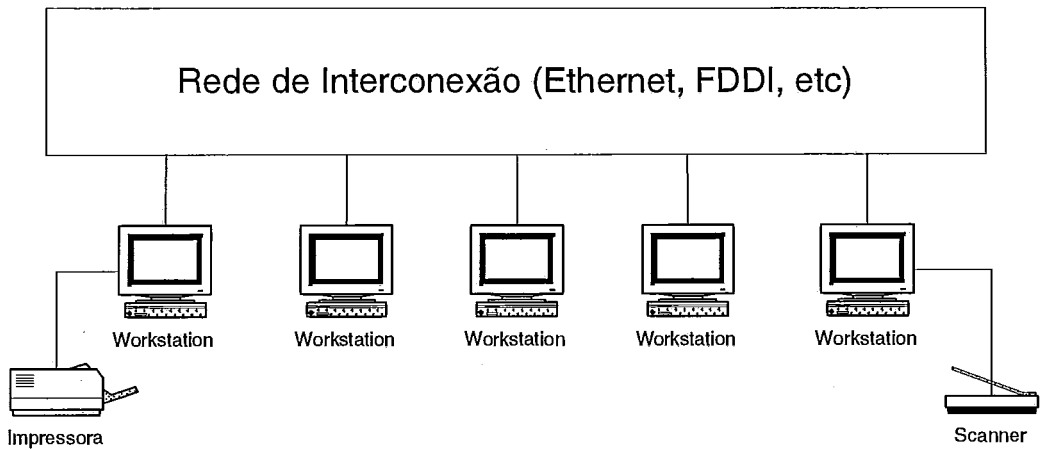 Rede de Interconexão (Ethernet, FDDI, etc)
Workstation
Workstation
Workstation
Workstation
Workstation
Impressora
Scanner